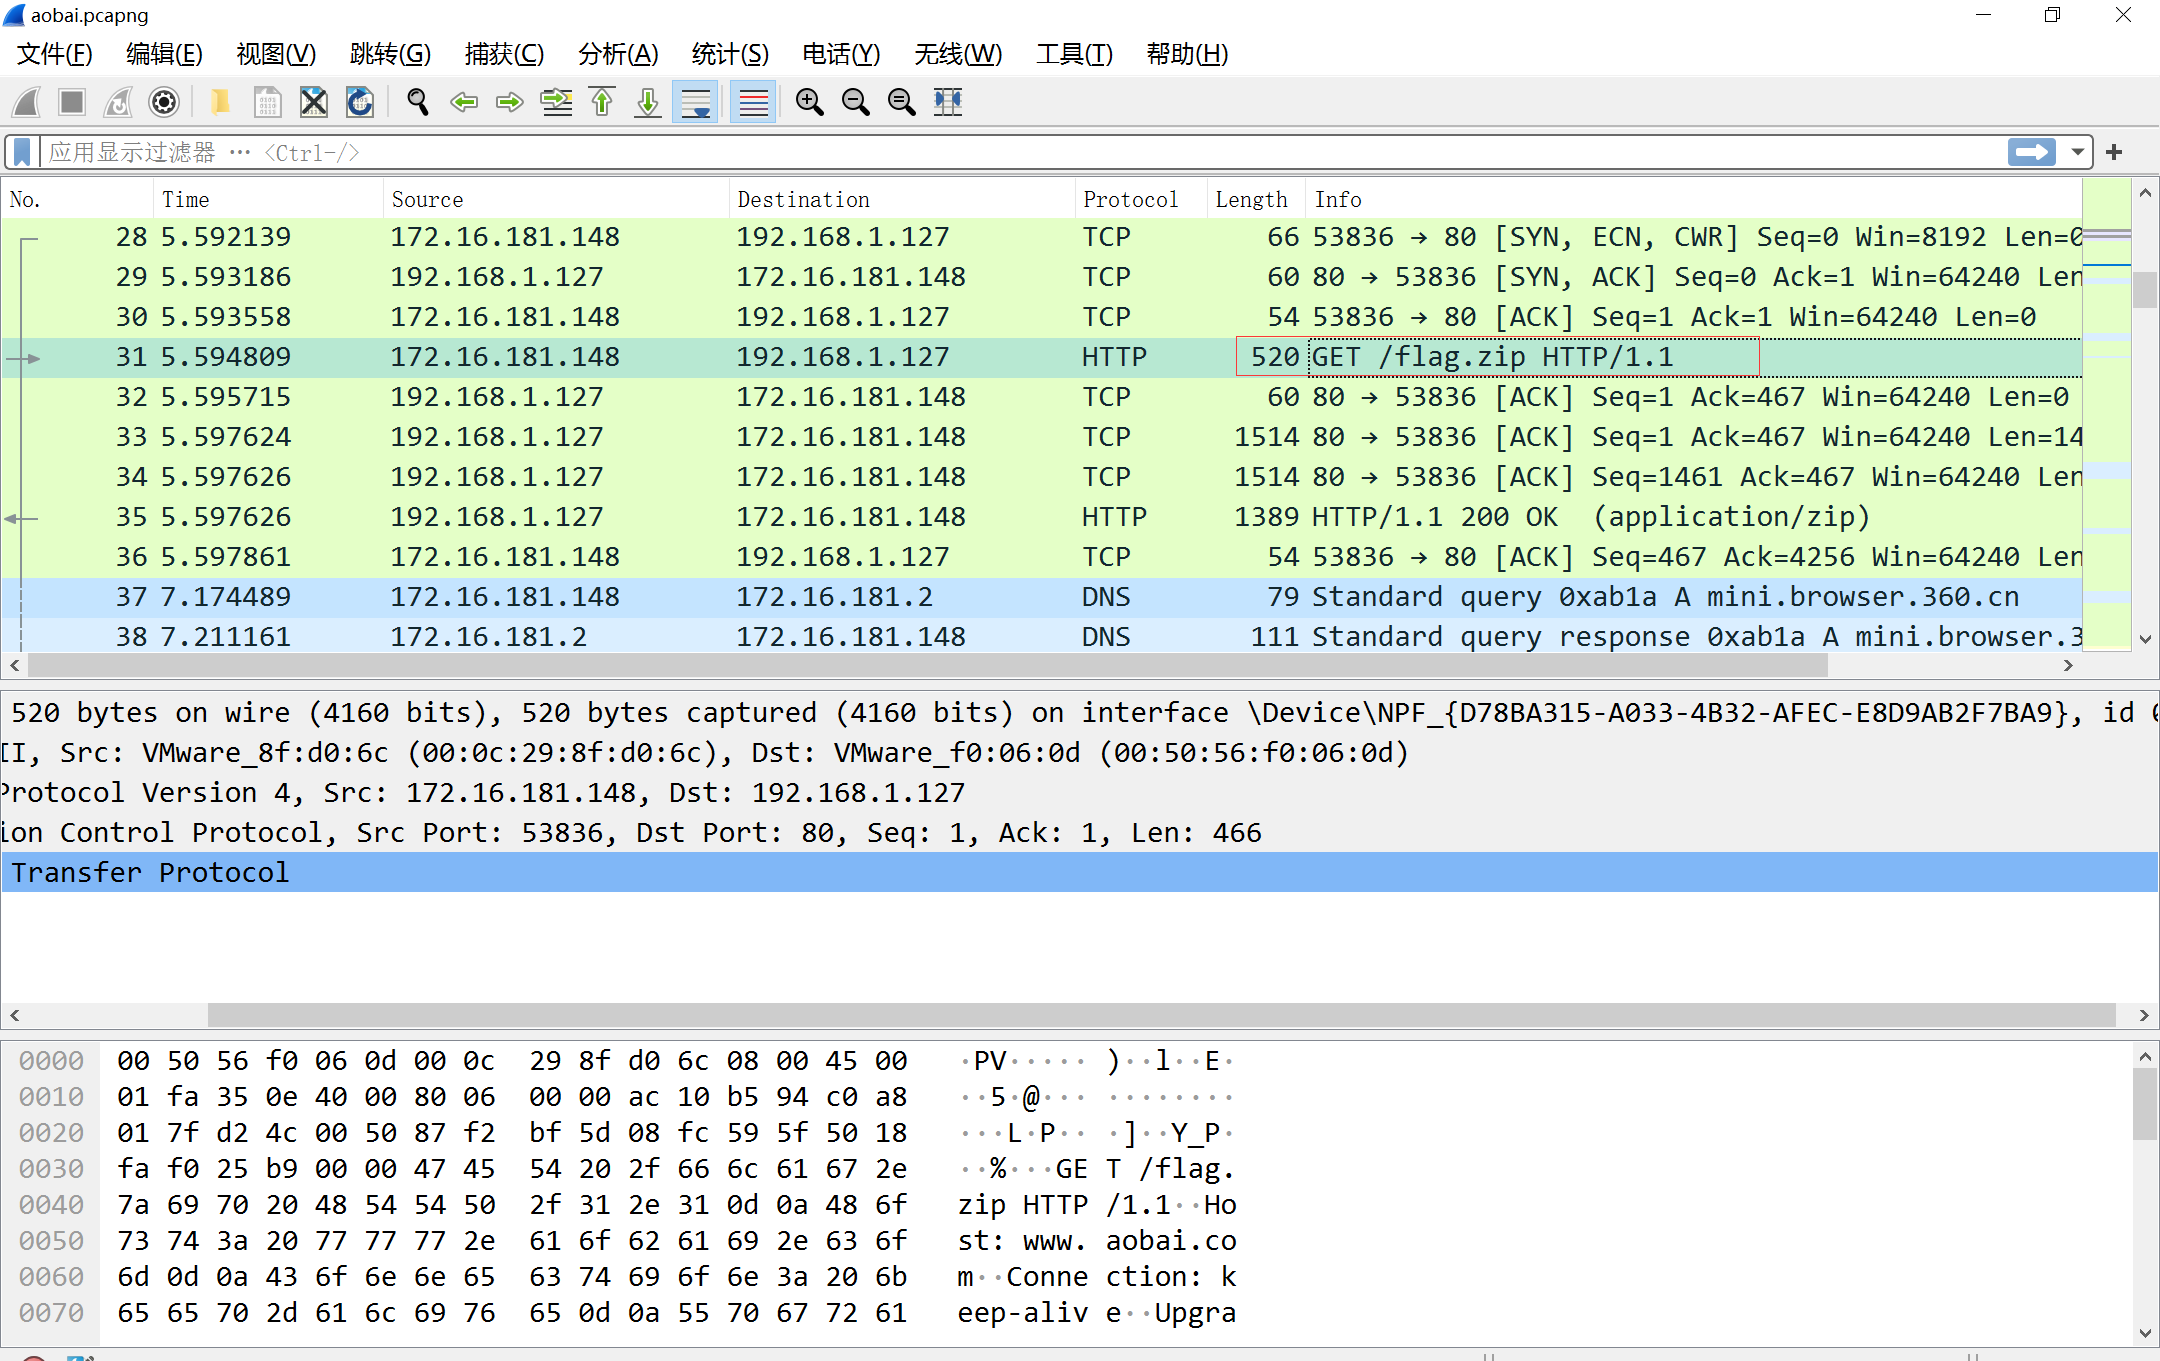 aobai.pcapng
文件(F) 编辑(E) 视图(V) 跳转(G) 捕获(C) 分析(A) 统计(S) 电话(Y) 无线(W) 工具(T) 帮助(H)
应用显示过滤器 … <Ctrl-/>
No. Time Source Destination Protocol Length Info
28 5.592139 172.16.181.148 192.168.1.127 TCP 66 53836 → 80 [SYN, ECN, CWR] Seq=0 Win=8192 Len=0
29 5.593186 192.168.1.127 172.16.181.148 TCP 60 80 → 53836 [SYN, ACK] Seq=0 Ack=1 Win=64240 Len
30 5.593558 172.16.181.148 192.168.1.127 TCP 54 53836 → 80 [ACK] Seq=1 Ack=1 Win=64240 Len=0
31 5.594809 172.16.181.148 192.168.1.127 HTTP 520 GET /flag.zip HTTP/1.1
32 5.595715 192.168.1.127 172.16.181.148 TCP 60 80 → 53836 [ACK] Seq=1 Ack=467 Win=64240 Len=0
33 5.597624 192.168.1.127 172.16.181.148 TCP 1514 80 → 53836 [ACK] Seq=1 Ack=467 Win=64240 Len=14
34 5.597626 192.168.1.127 172.16.181.148 TCP 1514 80 → 53836 [ACK] Seq=1461 Ack=467 Win=64240 Len
35 5.597626 192.168.1.127 172.16.181.148 HTTP 1389 HTTP/1.1 200 OK (application/zip)
36 5.597861 172.16.181.148 192.168.1.127 TCP 54 53836 → 80 [ACK] Seq=467 Ack=4256 Win=64240 Len
37 7.174489 172.16.181.148 172.16.181.2 DNS 79 Standard query 0xab1a A mini.browser.360.cn
38 7.211161 172.16.181.2 172.16.181.148 DNS 111 Standard query response 0xab1a A mini.browser.3
520 bytes on wire (4160 bits), 520 bytes captured (4160 bits) on interface \Device\NPF_{D78BA315-A033-4B32-AFEC-E8D9AB2F7BA9}, id 0
II, Src: VMware_8f:d0:6c (00:0c:29:8f:d0:6c), Dst: VMware_f0:06:0d (00:50:56:f0:06:0d)
Protocol Version 4, Src: 172.16.181.148, Dst: 192.168.1.127
ion Control Protocol, Src Port: 53836, Dst Port: 80, Seq: 1, Ack: 1, Len: 466
Transfer Protocol
0000 00 50 56 f0 06 0d 00 0c 29 8f d0 6c 08 00 45 00 ·PV····· )··l··E·
0010 01 fa 35 0e 40 00 80 06 00 00 ac 10 b5 94 c0 a8 ··5·@··· ········
0020 01 7f d2 4c 00 50 87 f2 bf 5d 08 fc 59 5f 50 18 ···L·P·· ·]··Y_P·
0030 fa f0 25 b9 00 00 47 45 54 20 2f 66 6c 61 67 2e ··%···GE T /flag.
0040 7a 69 70 20 48 54 54 50 2f 31 2e 31 0d 0a 48 6f zip HTTP /1.1··Ho
0050 73 74 3a 20 77 77 77 2e 61 6f 62 61 69 2e 63 6f st: www. aobai.co
0060 6d 0d 0a 43 6f 6e 6e 65 63 74 69 6f 6e 3a 20 6b m··Conne ction: k
0070 65 65 70 2d 61 6c 69 76 65 0d 0a 55 70 67 72 61 eep-aliv e··Upgra